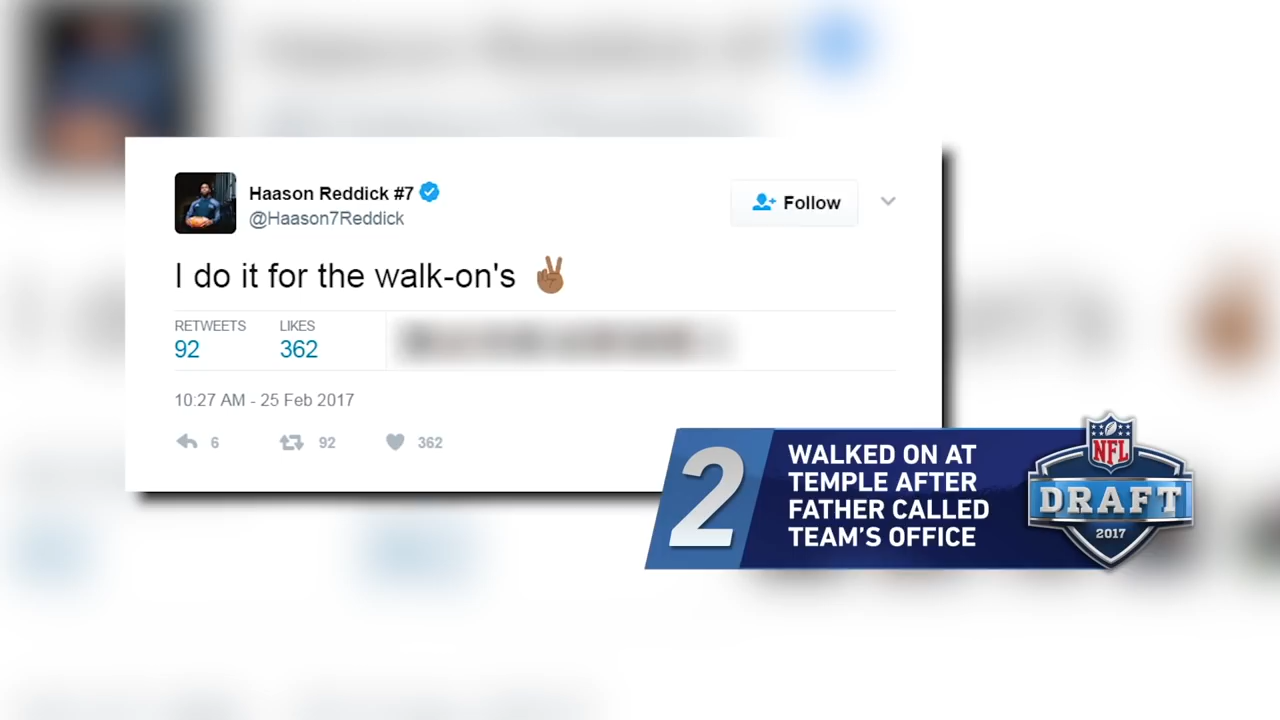 Haason Reddick #7
@Haason7Reddick
Follow
I do it for the walk-on's ✌🏾
RETWEETS LIKES
92 362
10:27 AM - 25 Feb 2017
6 92 362
2
WALKED ON AT
TEMPLE AFTER
FATHER CALLED
TEAM'S OFFICE
NFL
DRAFT
2017